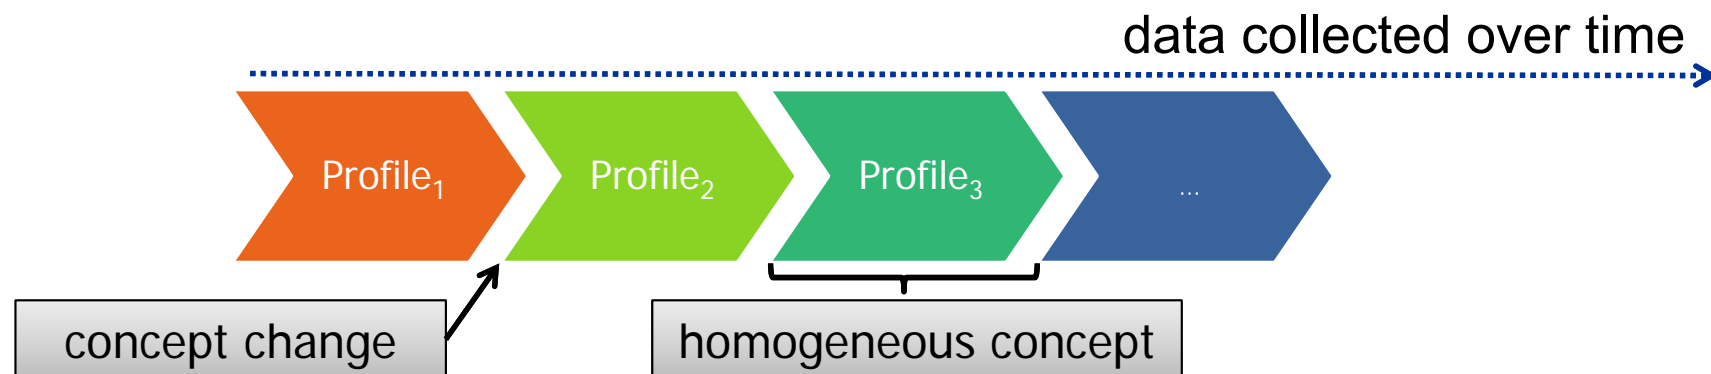 data collected over time
Profile₁
Profile₂
Profile₃
...
concept change
homogeneous concept